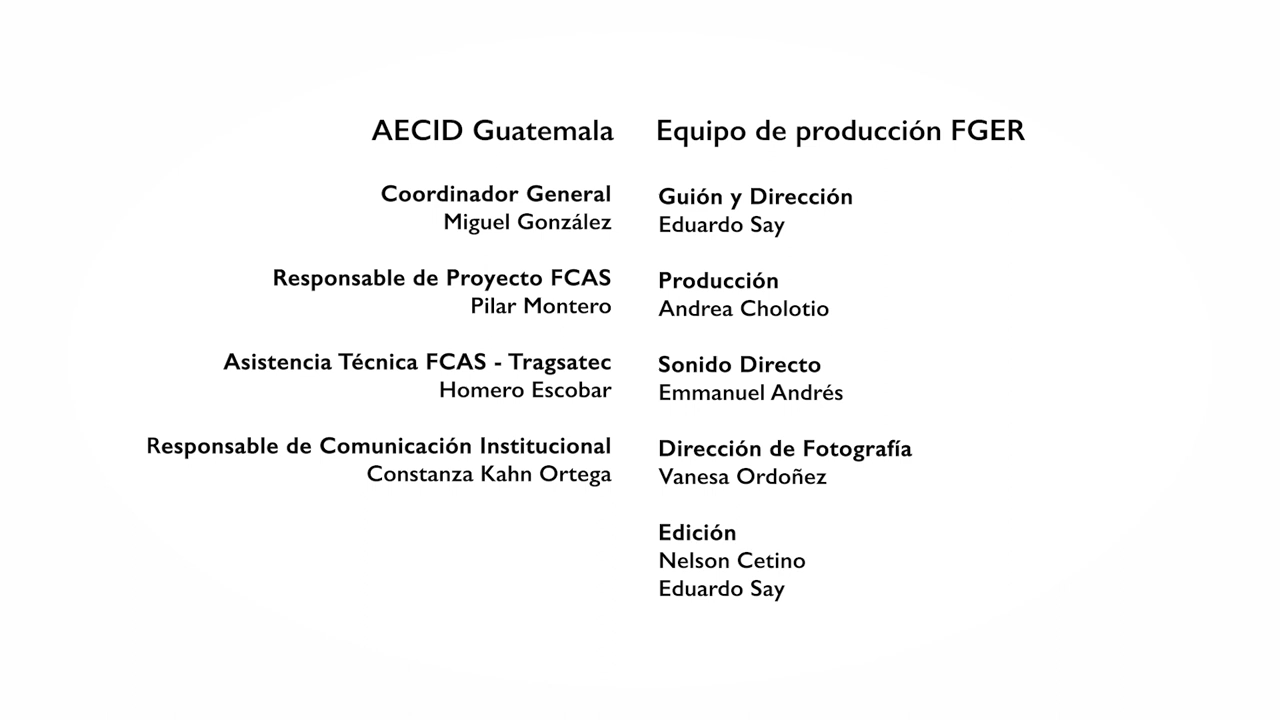 AECID Guatemala
Coordinador General
Miguel González
Responsable de Proyecto FCAS
Pilar Montero
Asistencia Técnica FCAS - Tragsatec
Homero Escobar
Responsable de Comunicación Institucional
Constanza Kahn Ortega
Equipo de producción FGER
Guión y Dirección
Eduardo Say
Producción
Andrea Cholotio
Sonido Directo
Emmanuel Andrés
Dirección de Fotografía
Vanesa Ordoñez
Edición
Nelson Cetino
Eduardo Say